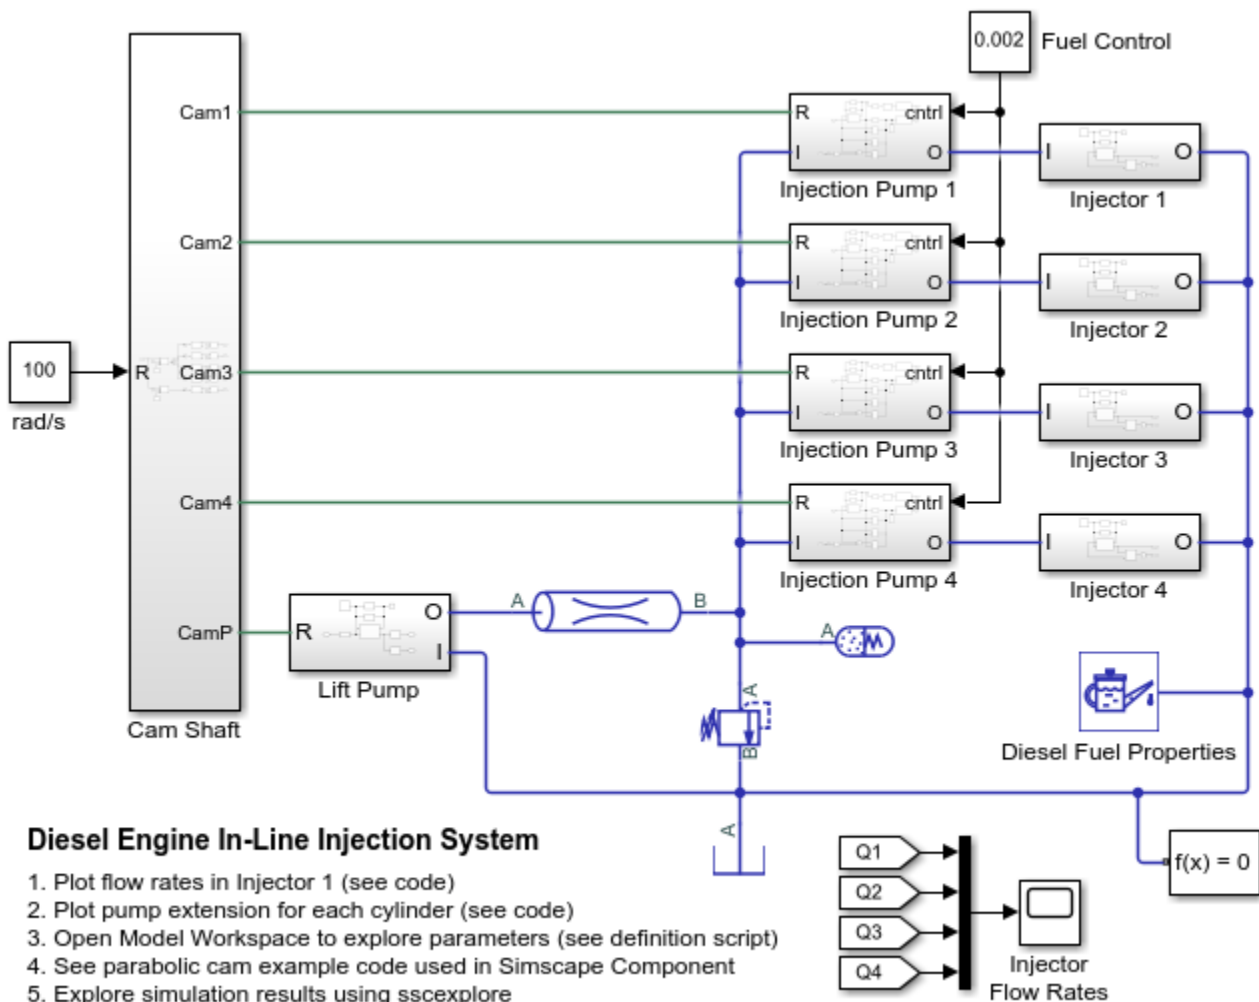 0.002 Fuel Control
Cam1
R cntrl
I O
Injection Pump 1
I O
Injector 1
Cam2
R cntrl
I O
Injection Pump 2
I O
Injector 2
100
rad/s
R
Cam3
R cntrl
I O
Injection Pump 3
I O
Injector 3
Cam4
R cntrl
I O
Injection Pump 4
I O
Injector 4
CamP
Cam Shaft
R O
I
Lift Pump
A B
A
A
B
A
Diesel Fuel Properties
f(x) = 0
Diesel Engine In-Line Injection System
1. Plot flow rates in Injector 1 (see code)
2. Plot pump extension for each cylinder (see code)
3. Open Model Workspace to explore parameters (see definition script)
4. See parabolic cam example code used in Simscape Component
5. Explore simulation results using sscexplore
Q1
Q2
Q3
Q4
Injector
Flow Rates